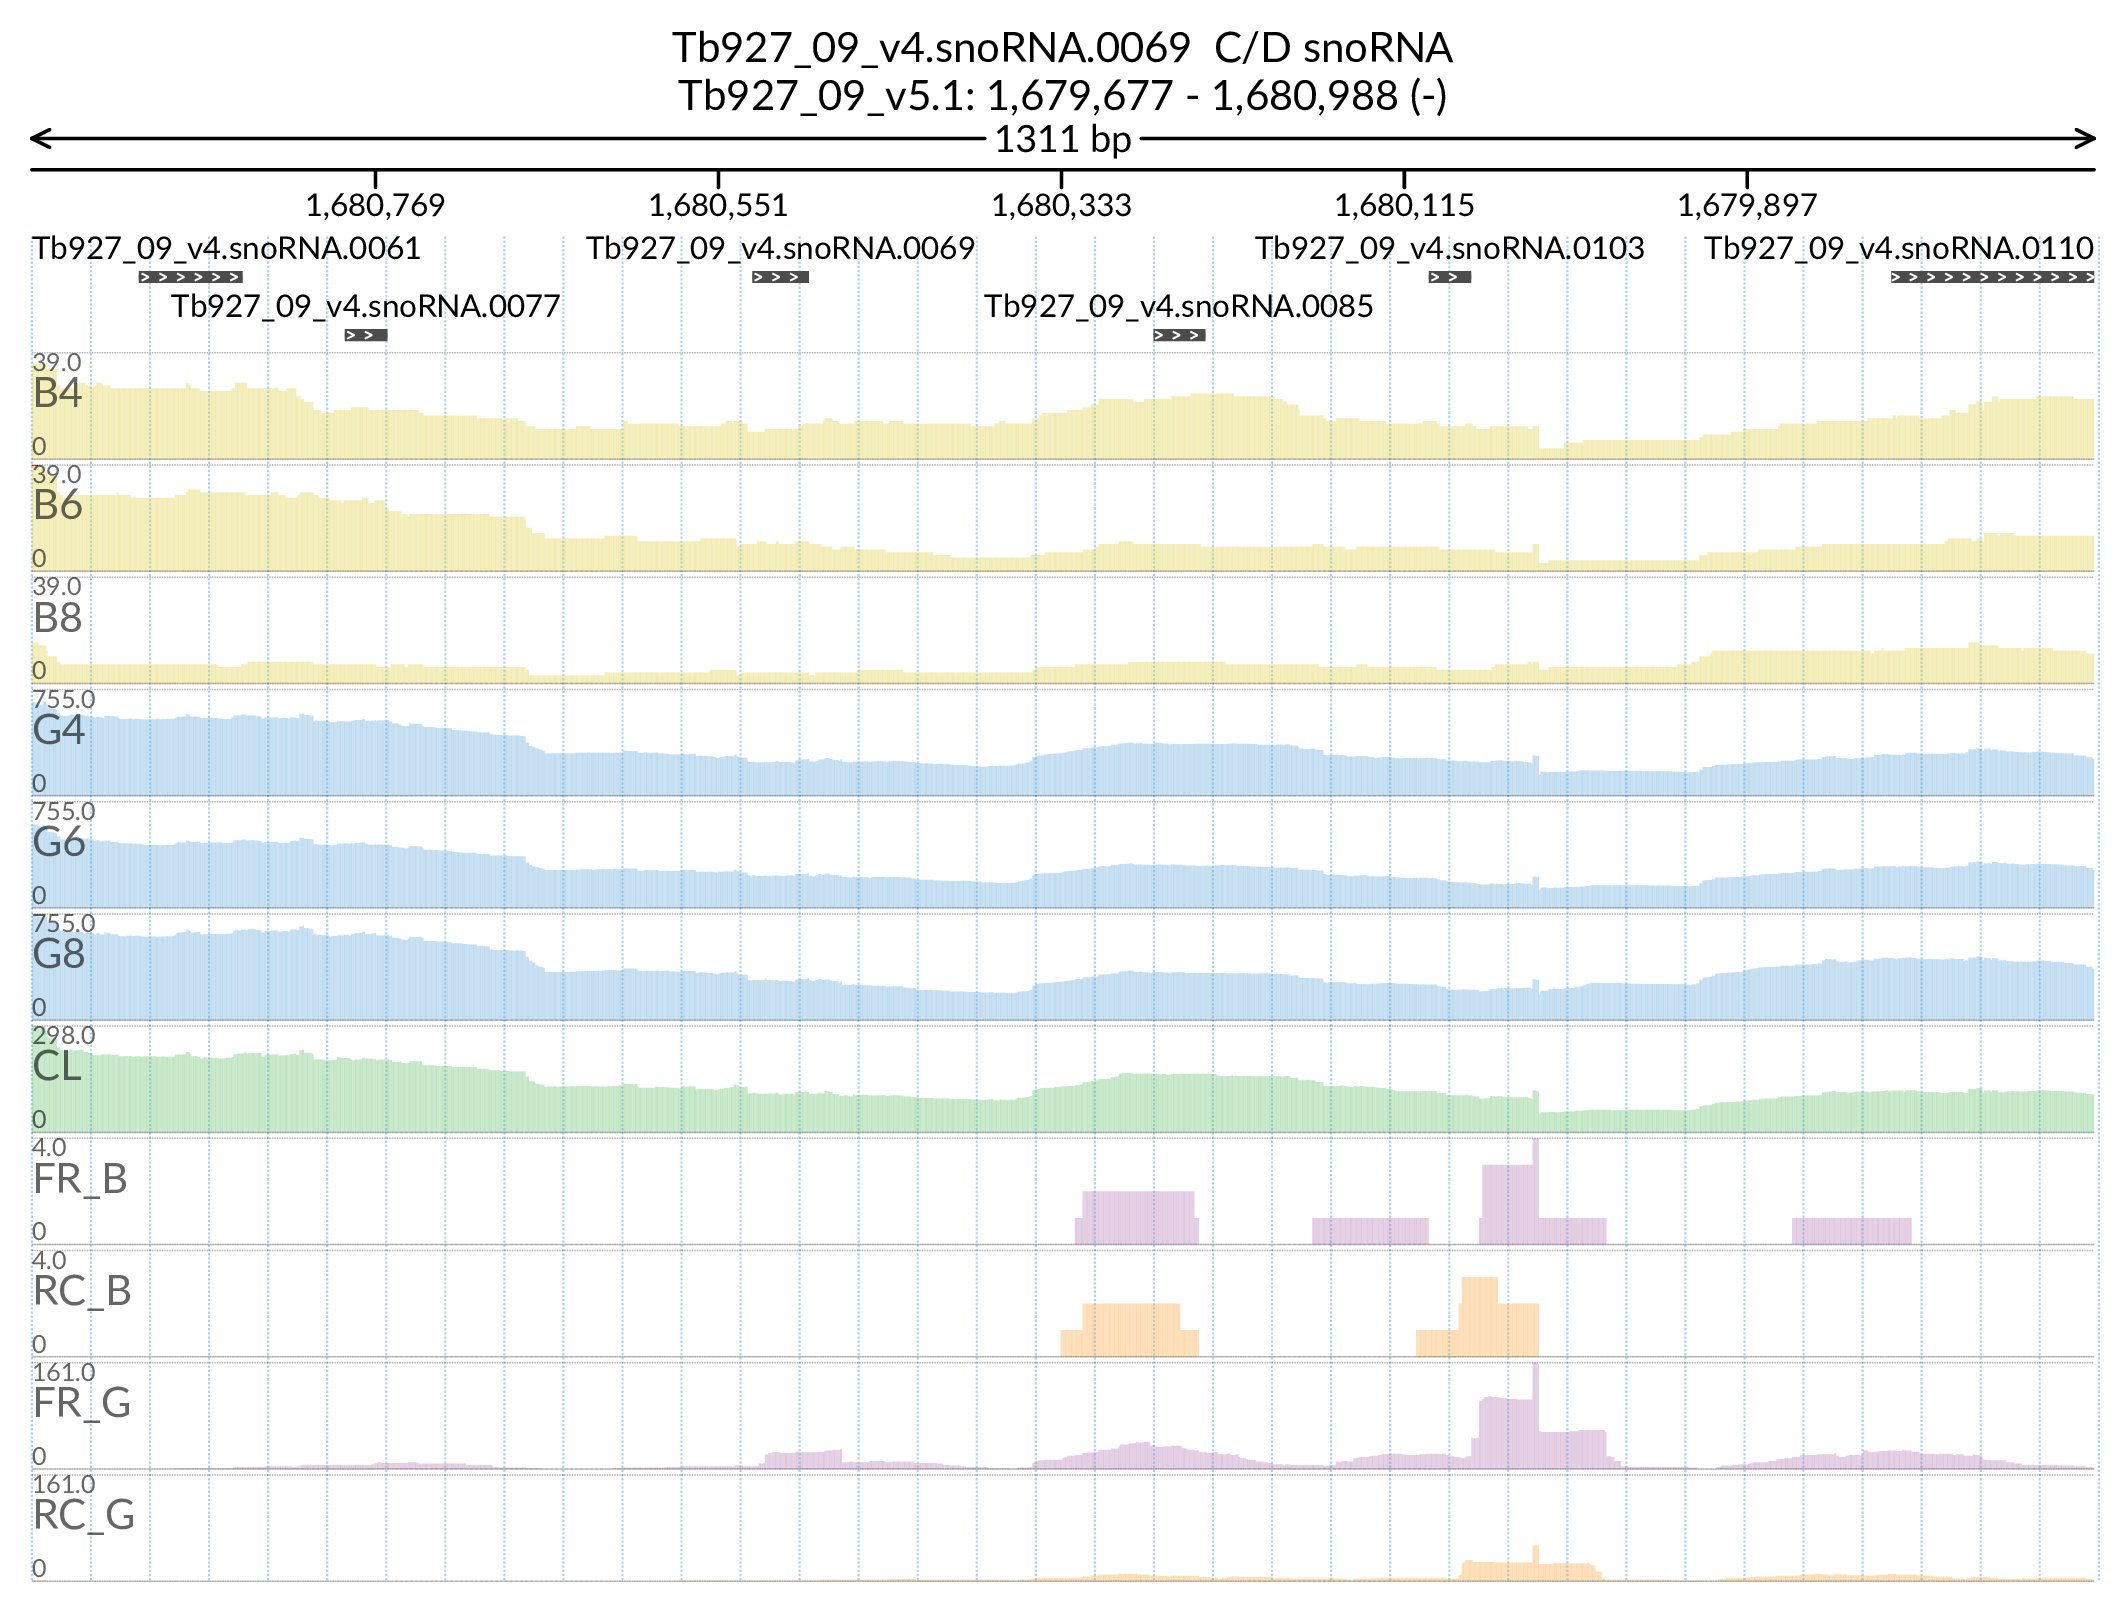 Tb927_09_v4.snoRNA.0069  C/D snoRNA
Tb927_09_v5.1: 1,679,677 - 1,680,988 (-)
1311 bp
1,680,769 1,680,551 1,680,333 1,680,115 1,679,897
Tb927_09_v4.snoRNA.0061 Tb927_09_v4.snoRNA.0069 Tb927_09_v4.snoRNA.0103 Tb927_09_v4.snoRNA.0110
Tb927_09_v4.snoRNA.0077 Tb927_09_v4.snoRNA.0085
39.0
B4
0
39.0
B6
0
39.0
B8
0
755.0
G4
0
755.0
G6
0
755.0
G8
0
298.0
CL
0
4.0
FR_B
0
4.0
RC_B
0
161.0
FR_G
0
161.0
RC_G
0